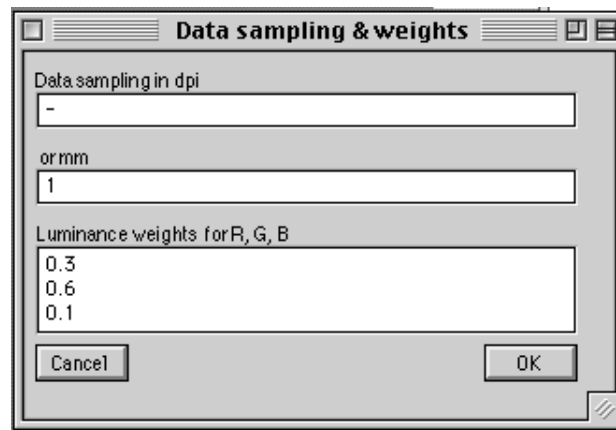 Data sampling & weights
Data sampling in dpi
-
or mm
1
Luminance weights for R, G, B
0.3
0.6
0.1
Cancel OK